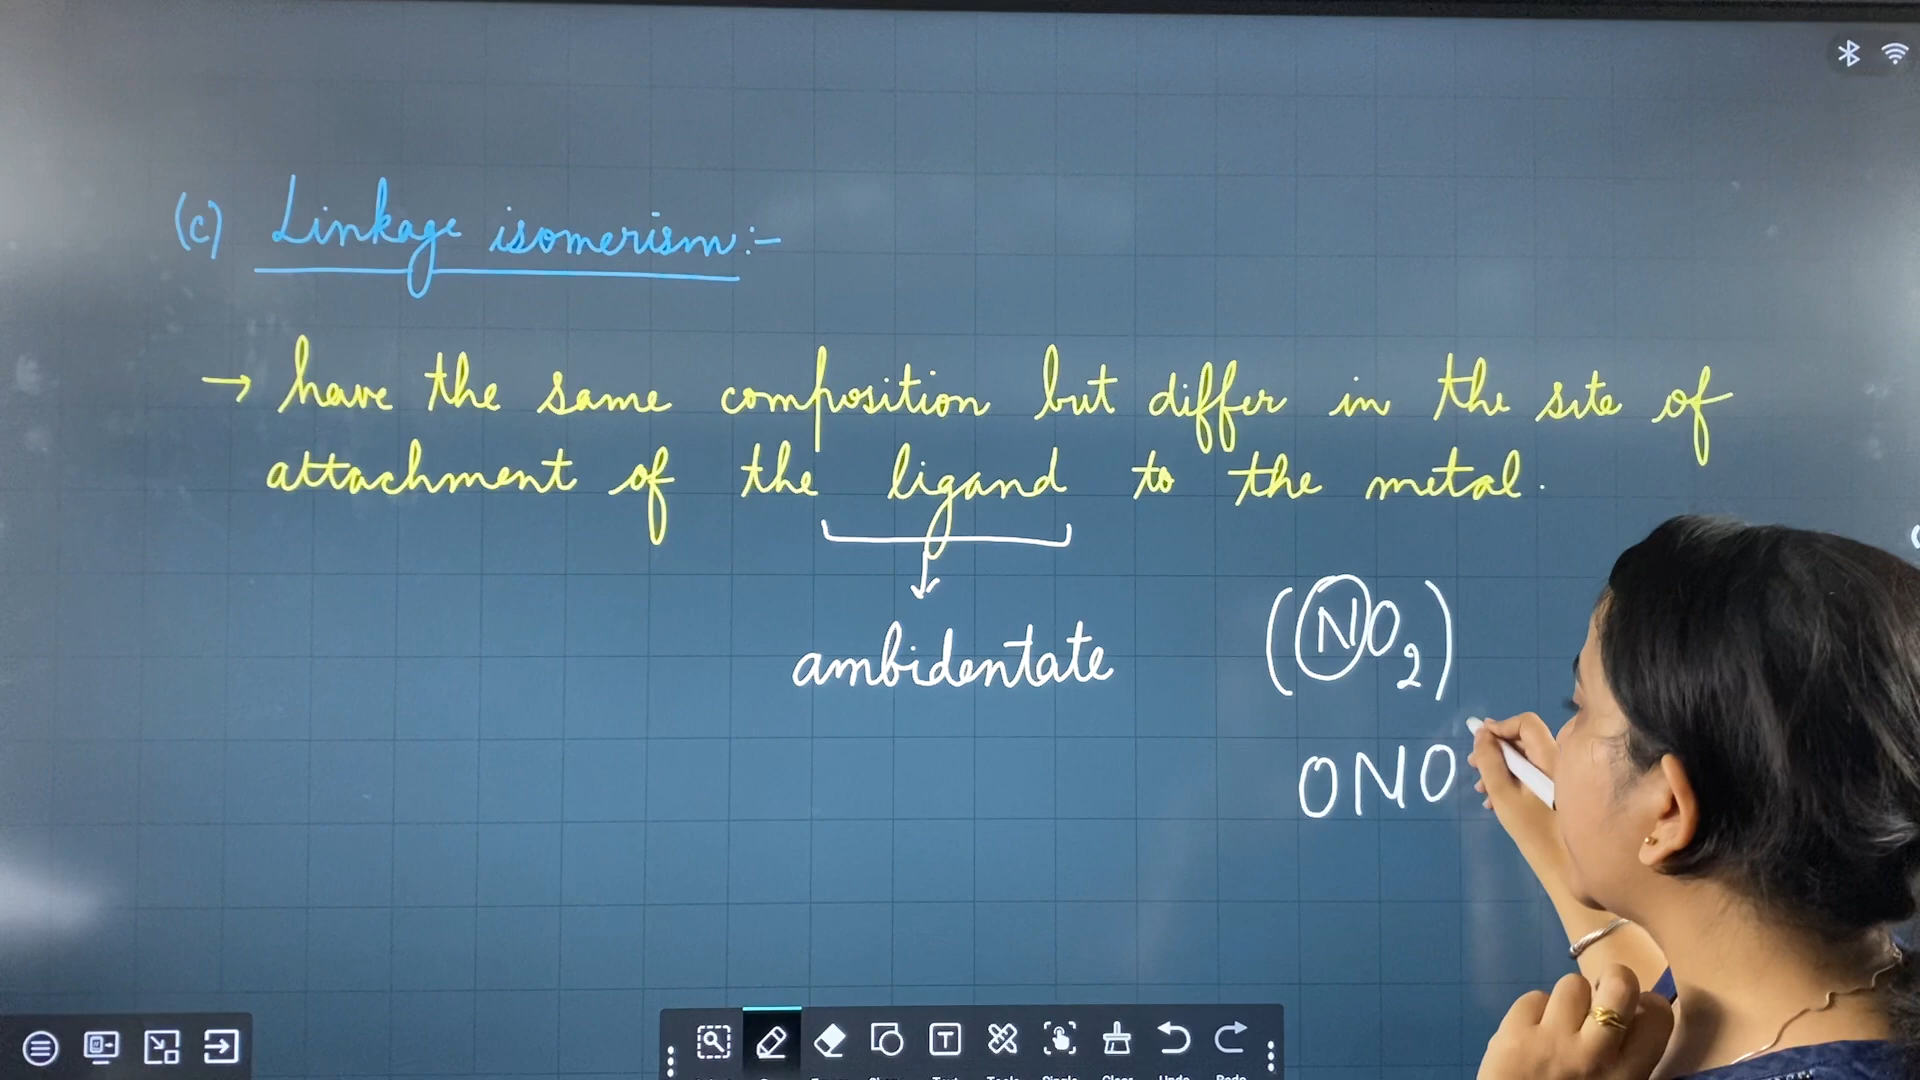 (c) Linkage isomerism:-
→ have the same composition but differ in the site of
attachment of the ligand to the metal.
ambidentate
(NO₂)
ONO